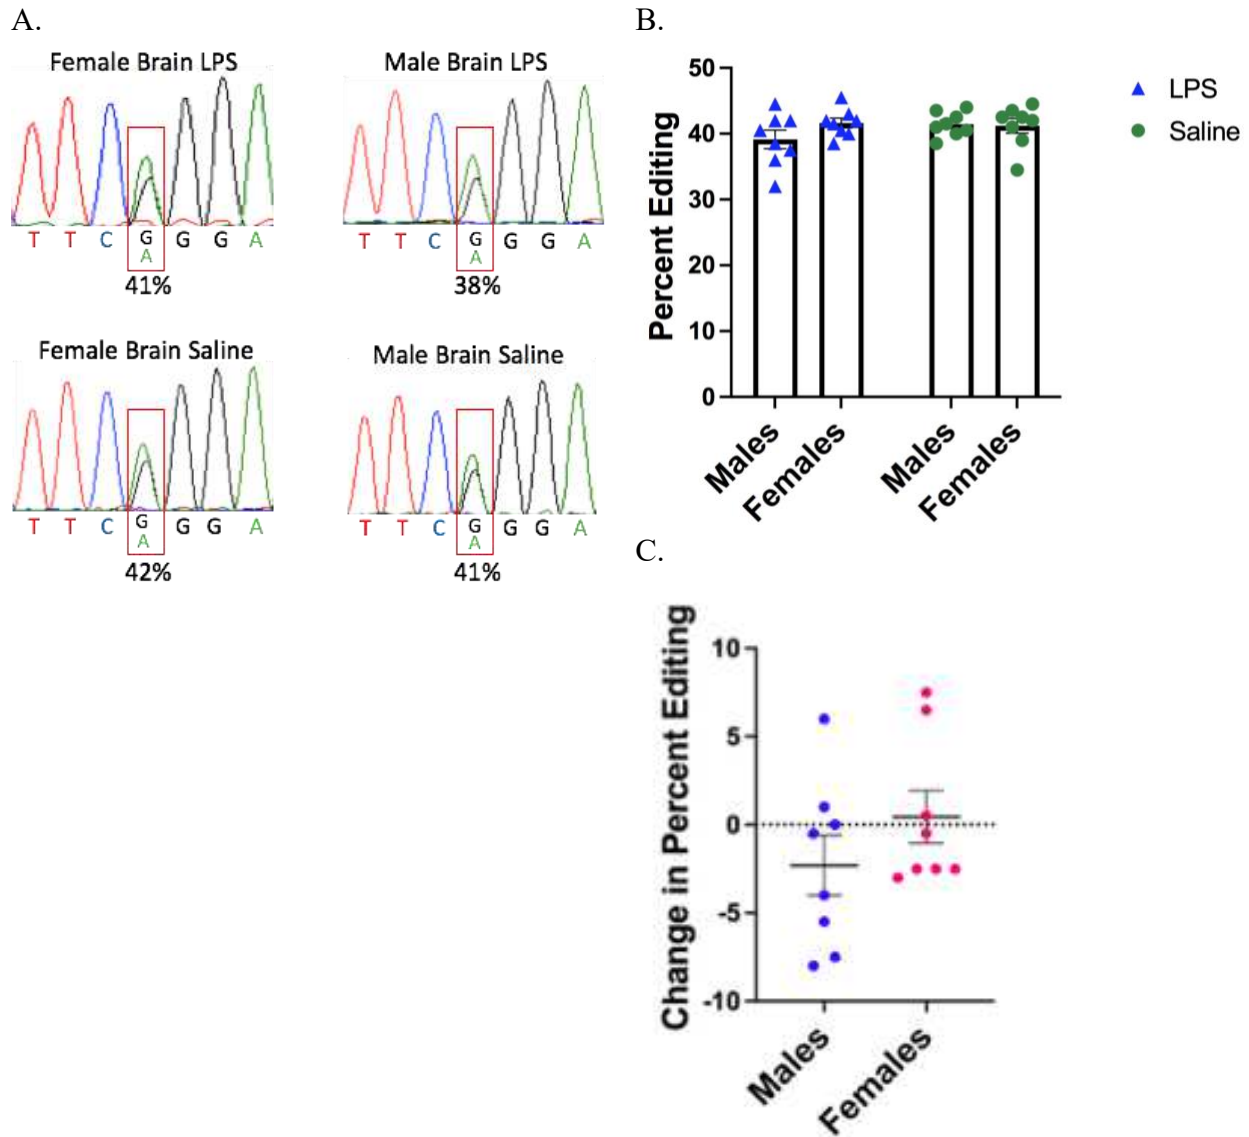 A.
Female Brain LPS
T T C G G G A
A
41%
Male Brain LPS
T T C G G G A
A
38%
Female Brain Saline
T T C G G G A
A
42%
Male Brain Saline
T T C G G G A
A
41%
B.
Percent Editing
50
40
30
20
10
0
Males
Females
Males
Females
LPS
Saline
C.
Change in Percent Editing
10
5
0
-5
-10
Males
Females